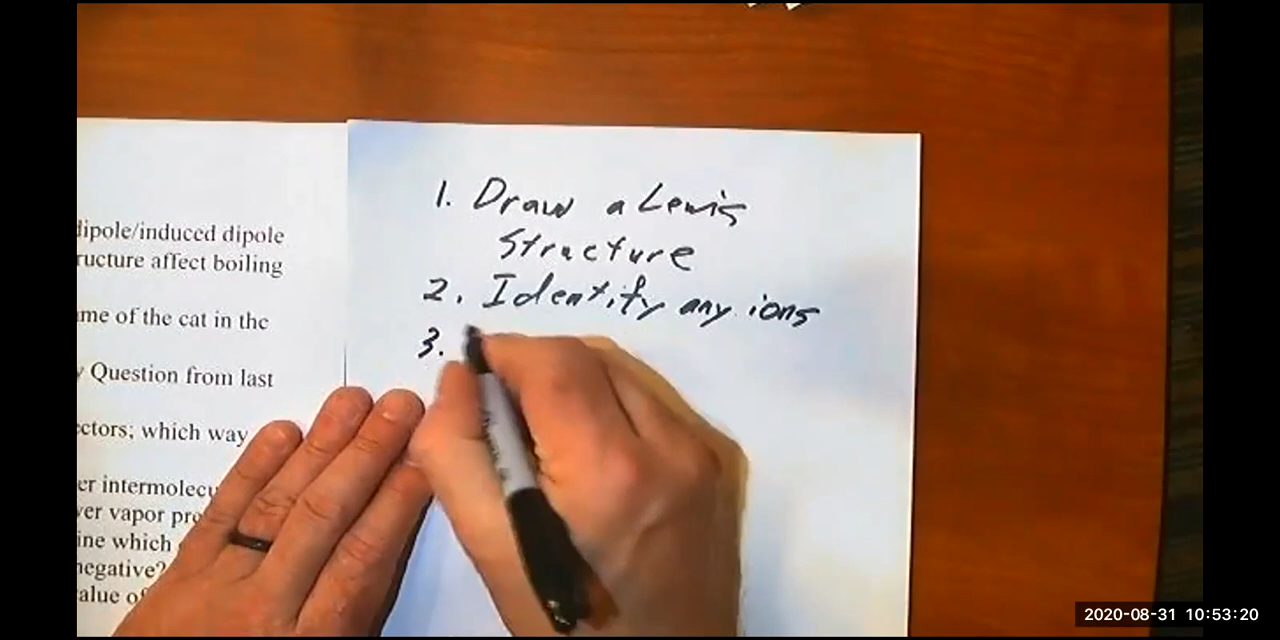 dipole/induced dipole
ructure affect boiling
me of the cat in the
Question from last
ctors; which way
er intermolecu
ver vapor pro
ine which
negative?
alue of
1. Draw a Lewis
Structure
2. Identify any ions
3.
2020-08-31 10:53:20